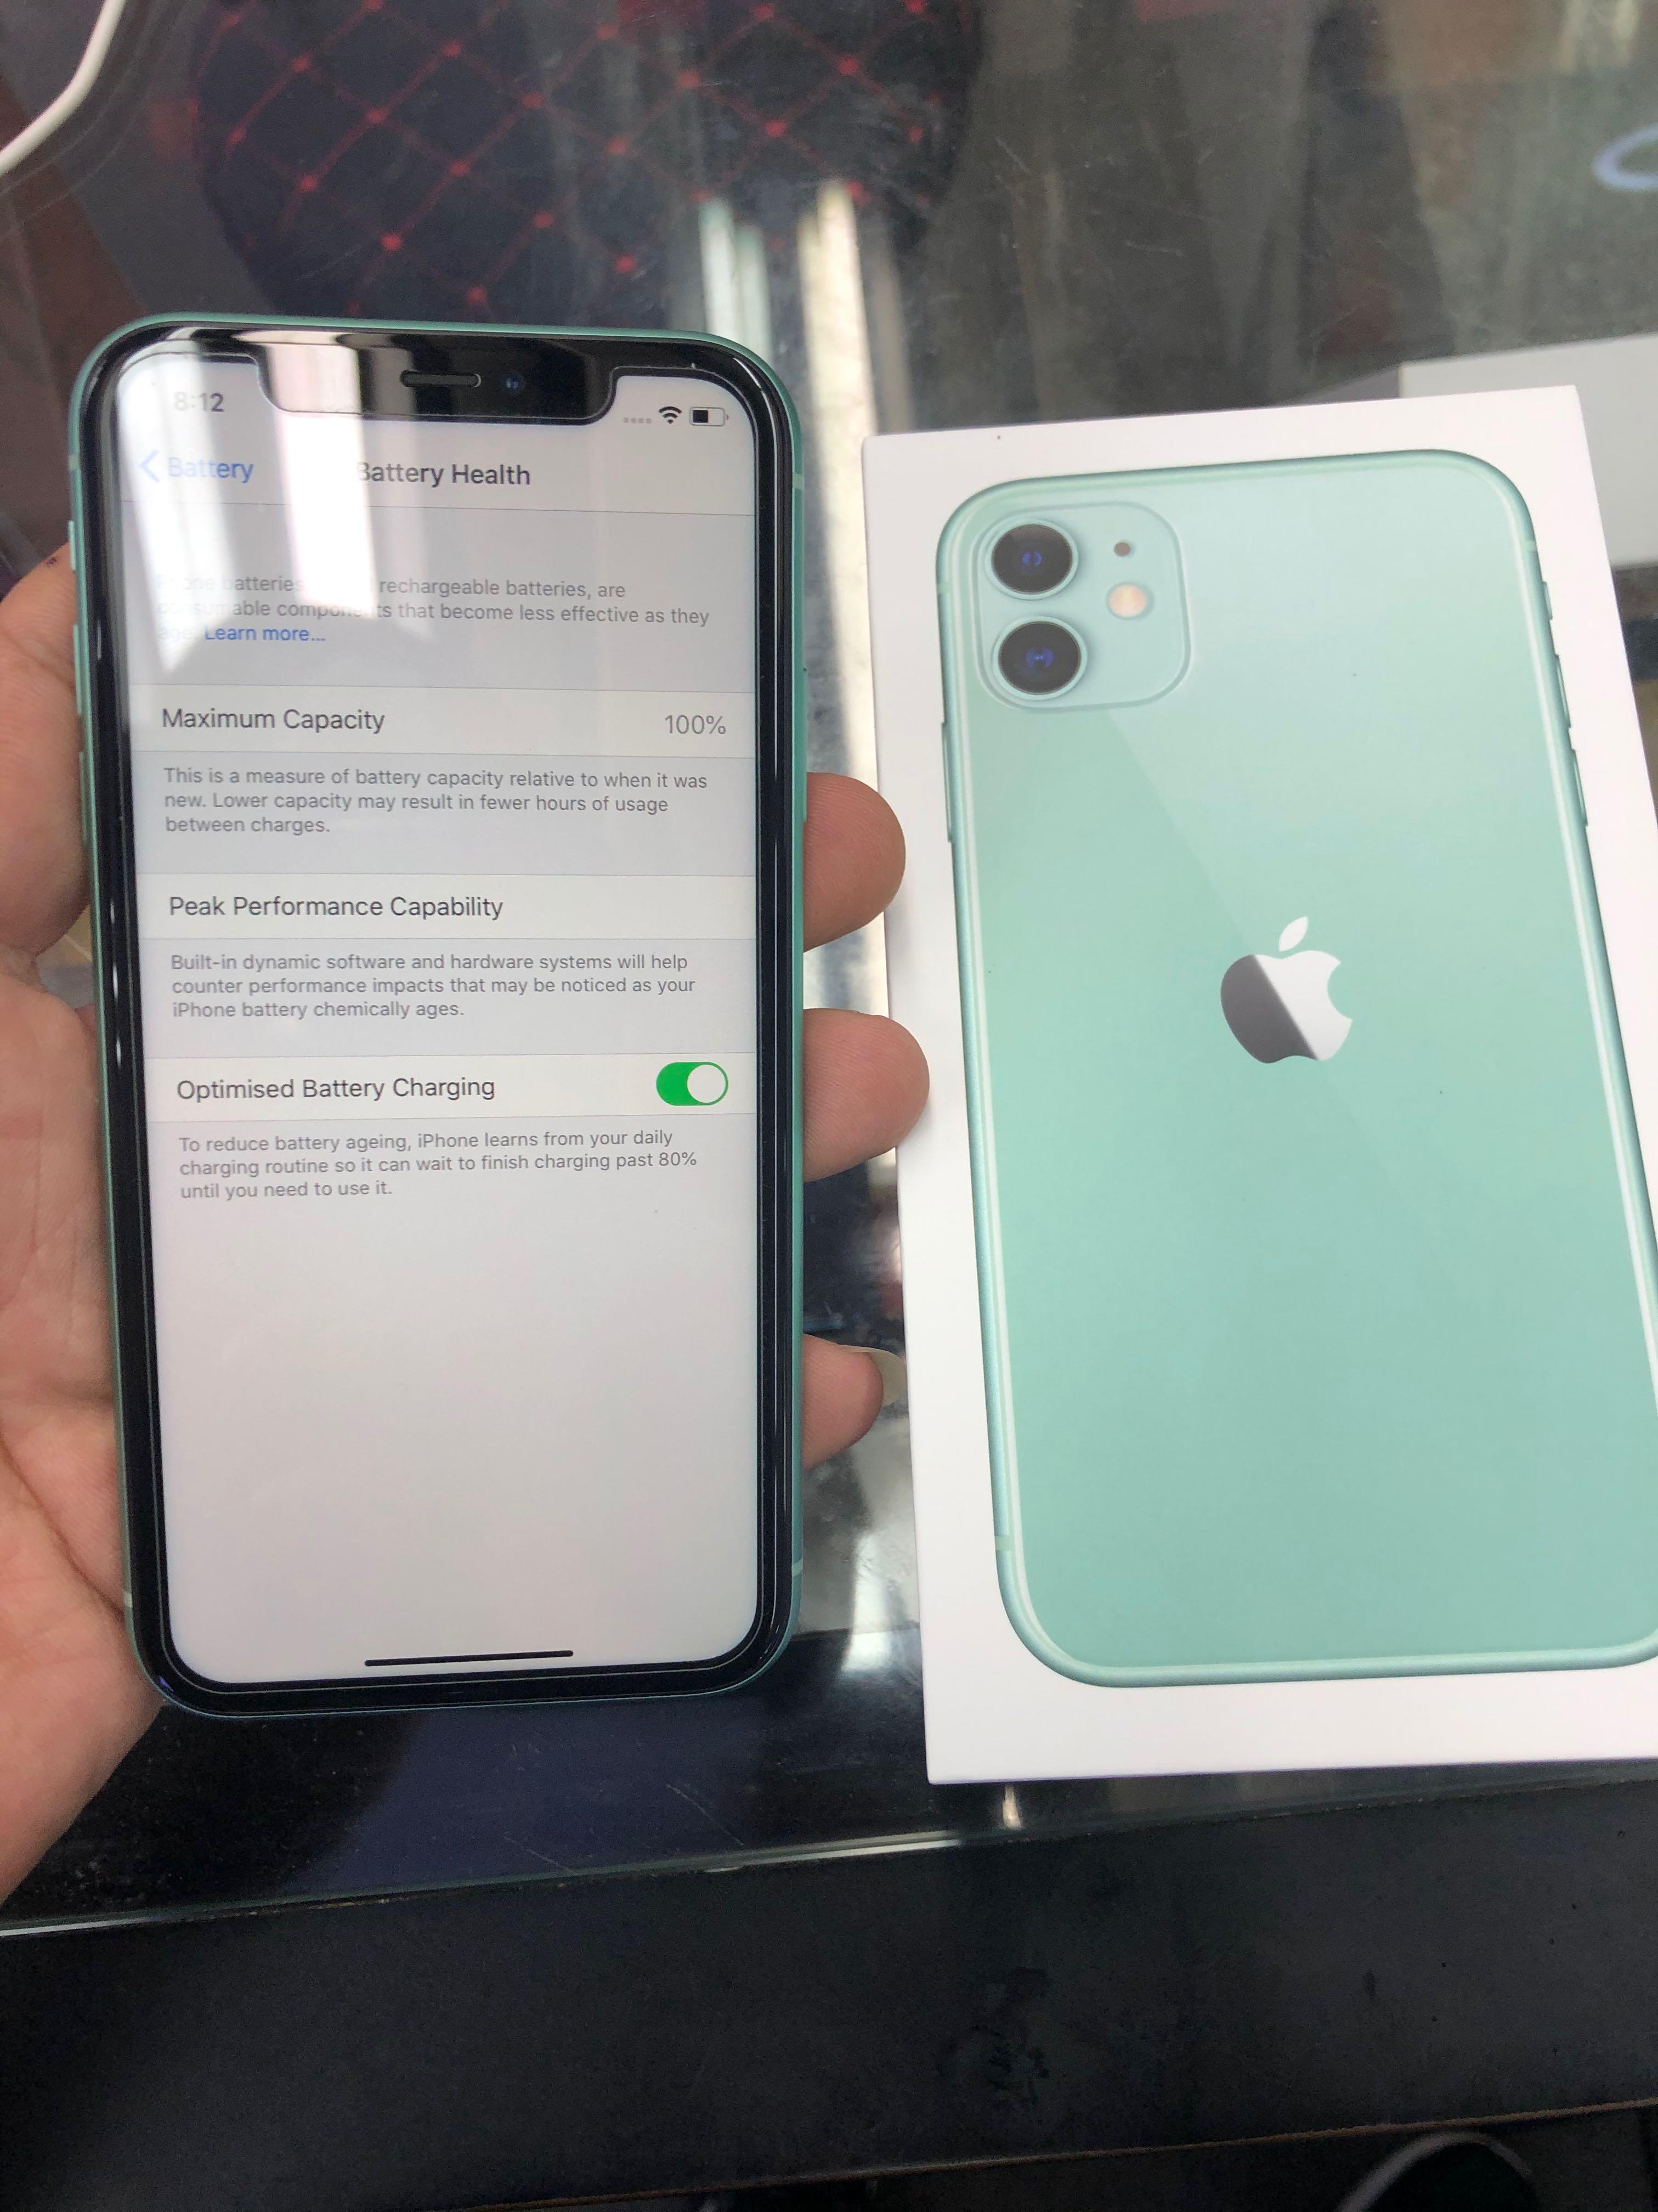 8:12
Battery
Battery Health
batteries rechargeable batteries, are
consumable components that become less effective as they
age. Learn more...
Maximum Capacity 100%
This is a measure of battery capacity relative to when it was
new. Lower capacity may result in fewer hours of usage
between charges.
Peak Performance Capability
Built-in dynamic software and hardware systems will help
counter performance impacts that may be noticed as your
iPhone battery chemically ages.
Optimised Battery Charging
To reduce battery ageing, iPhone learns from your daily
charging routine so it can wait to finish charging past 80%
until you need to use it.